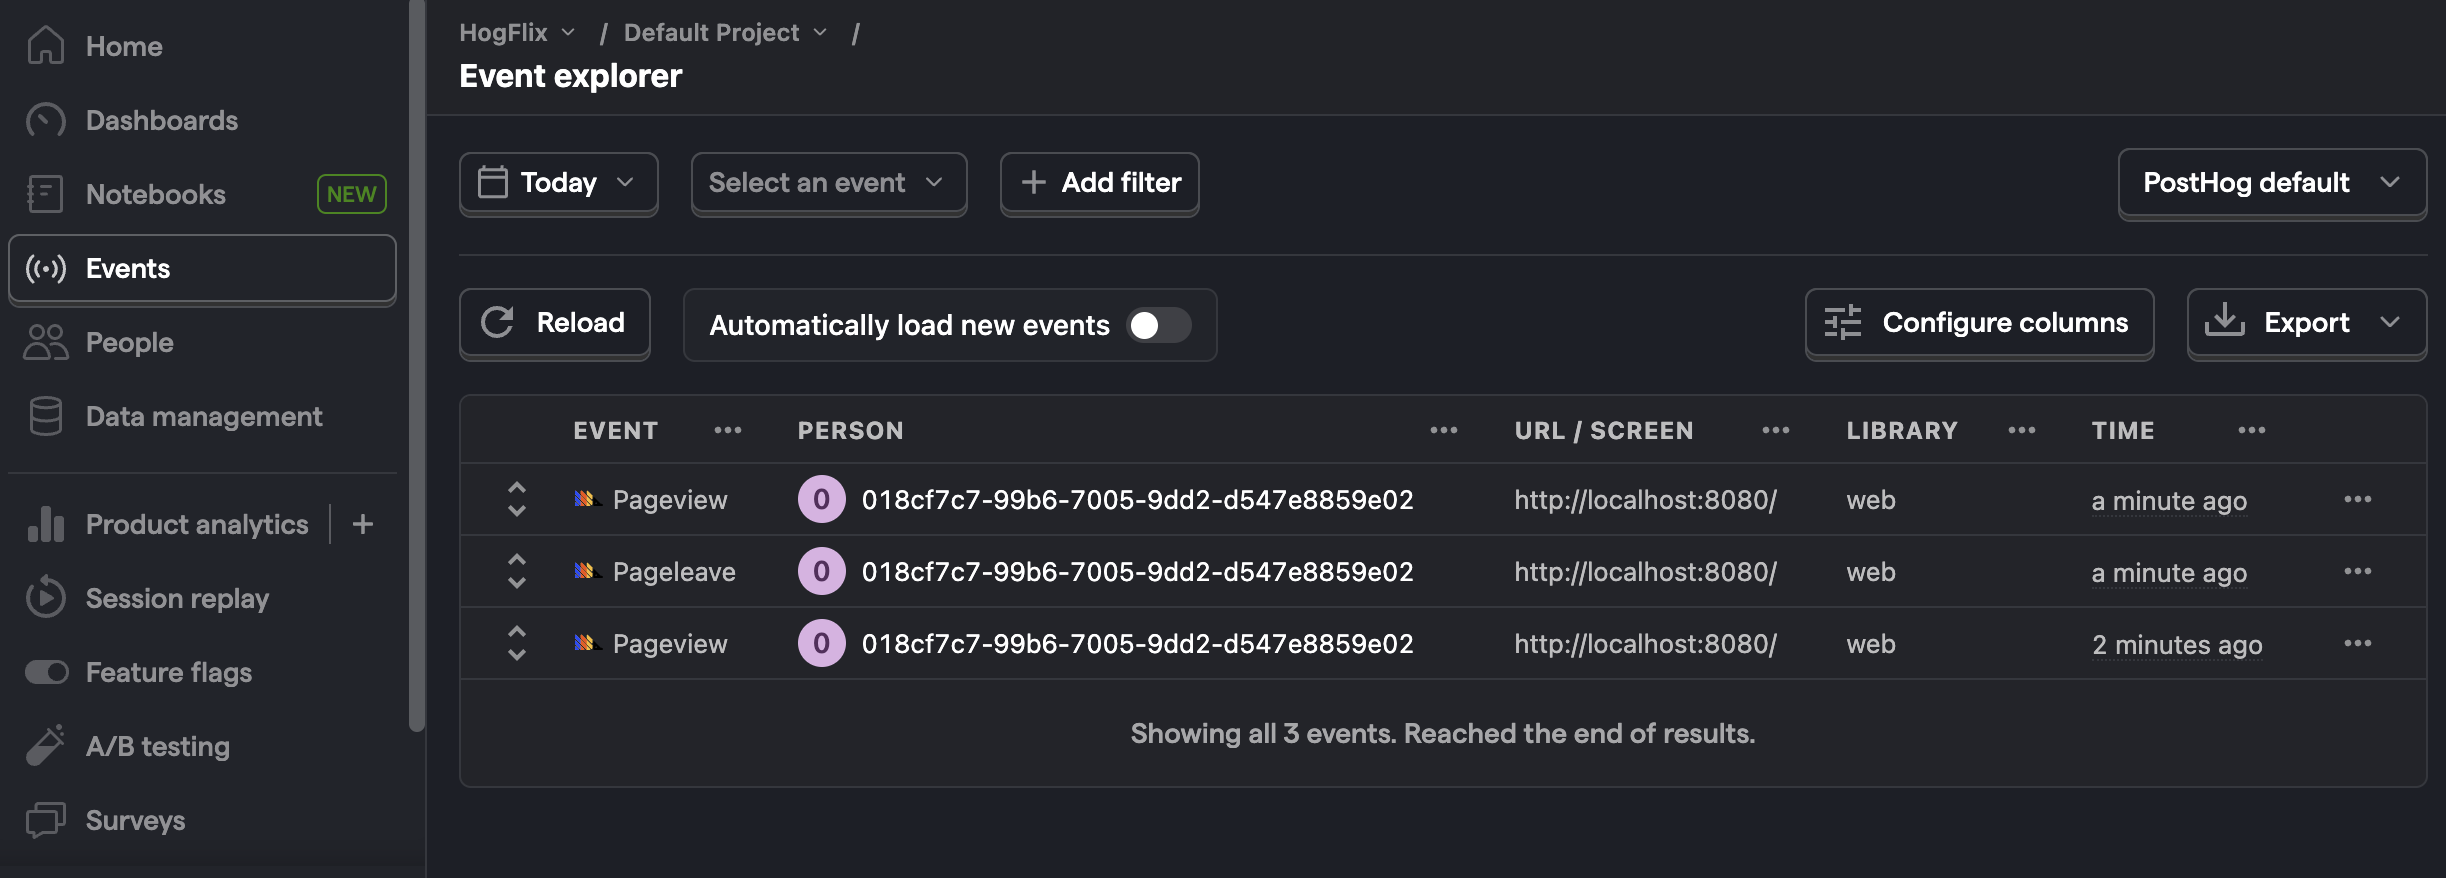 Home
Dashboards
Notebooks NEW
Events
People
Data management
Product analytics
Session replay
Feature flags
A/B testing
Surveys
HogFlix / Default Project /
Event explorer
Today Select an event + Add filter PostHog default
Reload Automatically load new events Configure columns Export
EVENT PERSON URL / SCREEN LIBRARY TIME
Pageview 0 018cf7c7-99b6-7005-9dd2-d547e8859e02 http://localhost:8080/ web a minute ago
Pageleave 0 018cf7c7-99b6-7005-9dd2-d547e8859e02 http://localhost:8080/ web a minute ago
Pageview 0 018cf7c7-99b6-7005-9dd2-d547e8859e02 http://localhost:8080/ web 2 minutes ago
Showing all 3 events. Reached the end of results.